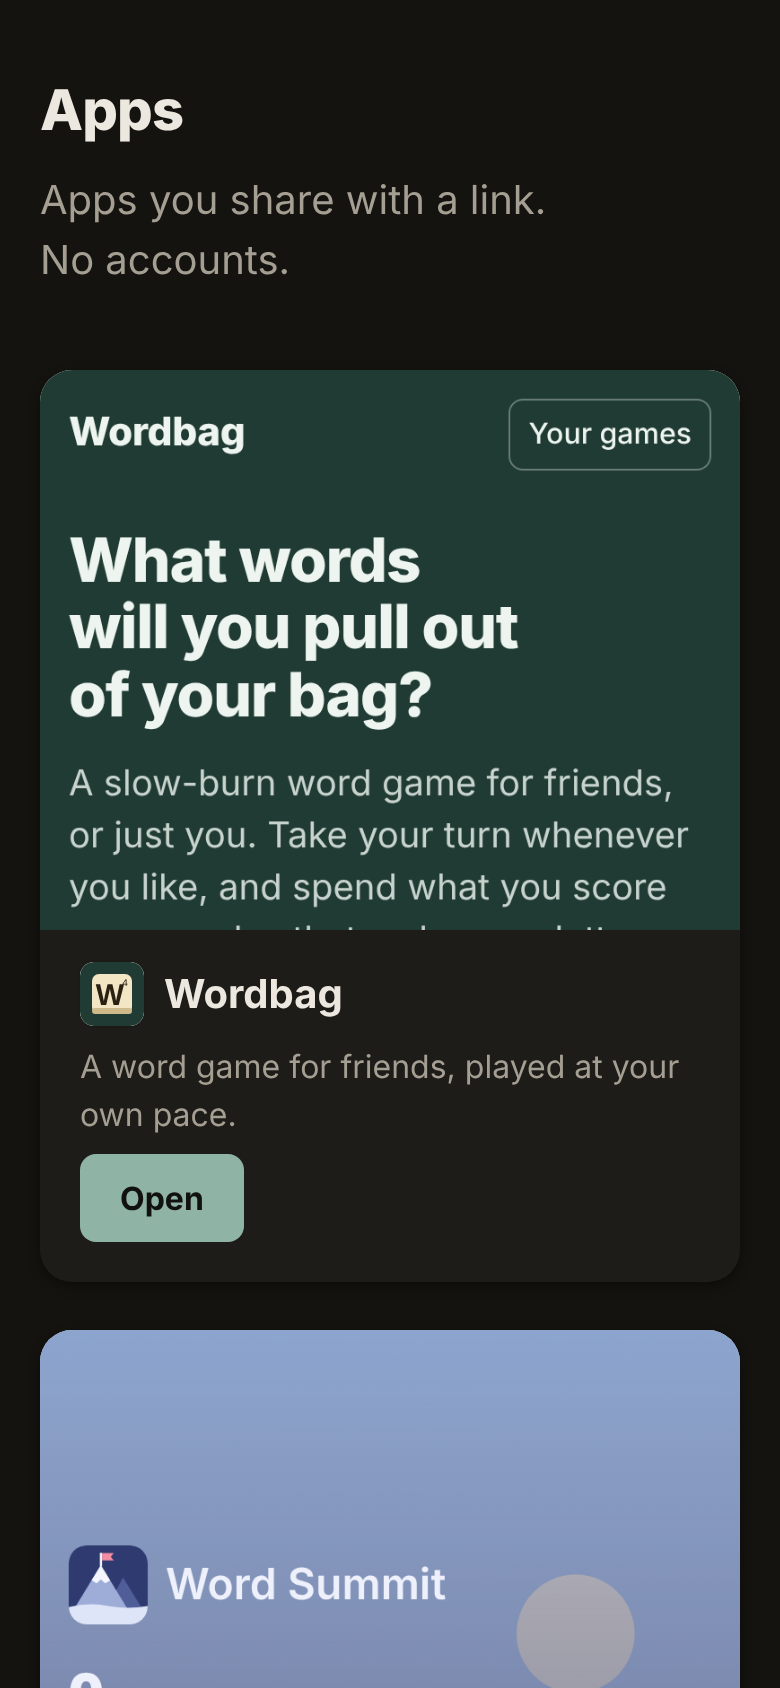 Apps
Apps you share with a link.
No accounts.
Wordbag
Your games
What words
will you pull out
of your bag?
A slow-burn word game for friends,
or just you. Take your turn whenever
you like, and spend what you score
W4
Wordbag
A word game for friends, played at your
own pace.
Open
Word Summit